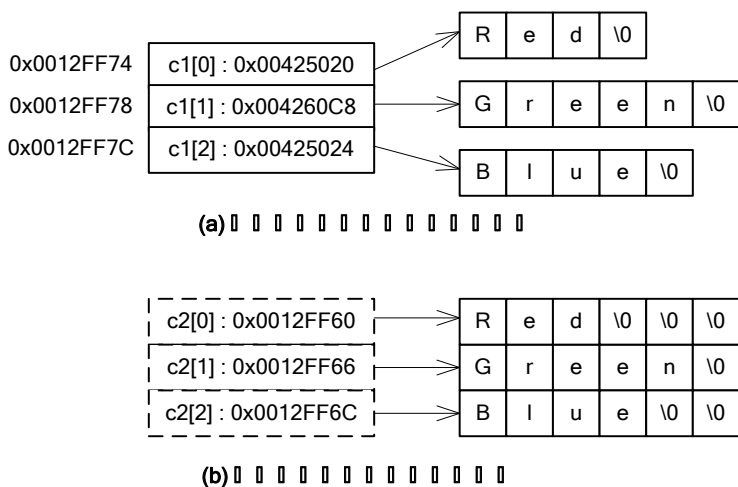 R e d \0
0x0012FF74 c1[0] : 0x00425020
0x0012FF78 c1[1] : 0x004260C8 G r e e n \0
0x0012FF7C c1[2] : 0x00425024
B l u e \0
(a)
c2[0] : 0x0012FF60 R e d \0 \0 \0
c2[1] : 0x0012FF66 G r e e n \0
c2[2] : 0x0012FF6C B l u e \0 \0
(b)